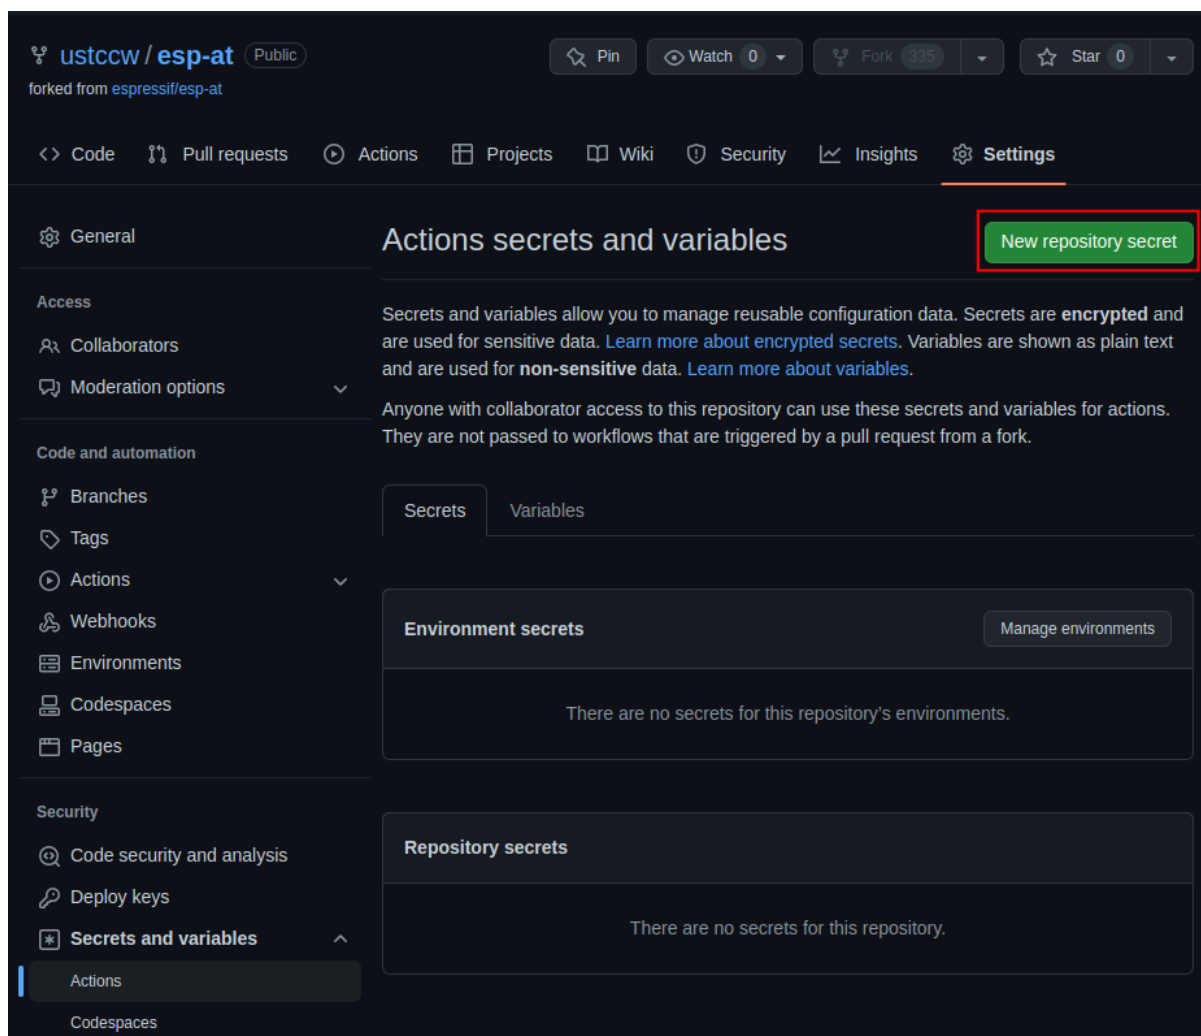 ustccw / esp-at Public
Pin Watch 0 Fork 335 Star 0
forked from espressif/esp-at
Code Pull requests Actions Projects Wiki Security Insights Settings
General
Access
Collaborators
Moderation options
Code and automation
Branches
Tags
Actions
Webhooks
Environments
Codespaces
Pages
Security
Code security and analysis
Deploy keys
Secrets and variables
Actions
Codespaces
Actions secrets and variables
New repository secret
Secrets and variables allow you to manage reusable configuration data. Secrets are encrypted and
are used for sensitive data. Learn more about encrypted secrets. Variables are shown as plain text
and are used for non-sensitive data. Learn more about variables.
Anyone with collaborator access to this repository can use these secrets and variables for actions.
They are not passed to workflows that are triggered by a pull request from a fork.
Secrets Variables
Environment secrets
Manage environments
There are no secrets for this repository's environments.
Repository secrets
There are no secrets for this repository.